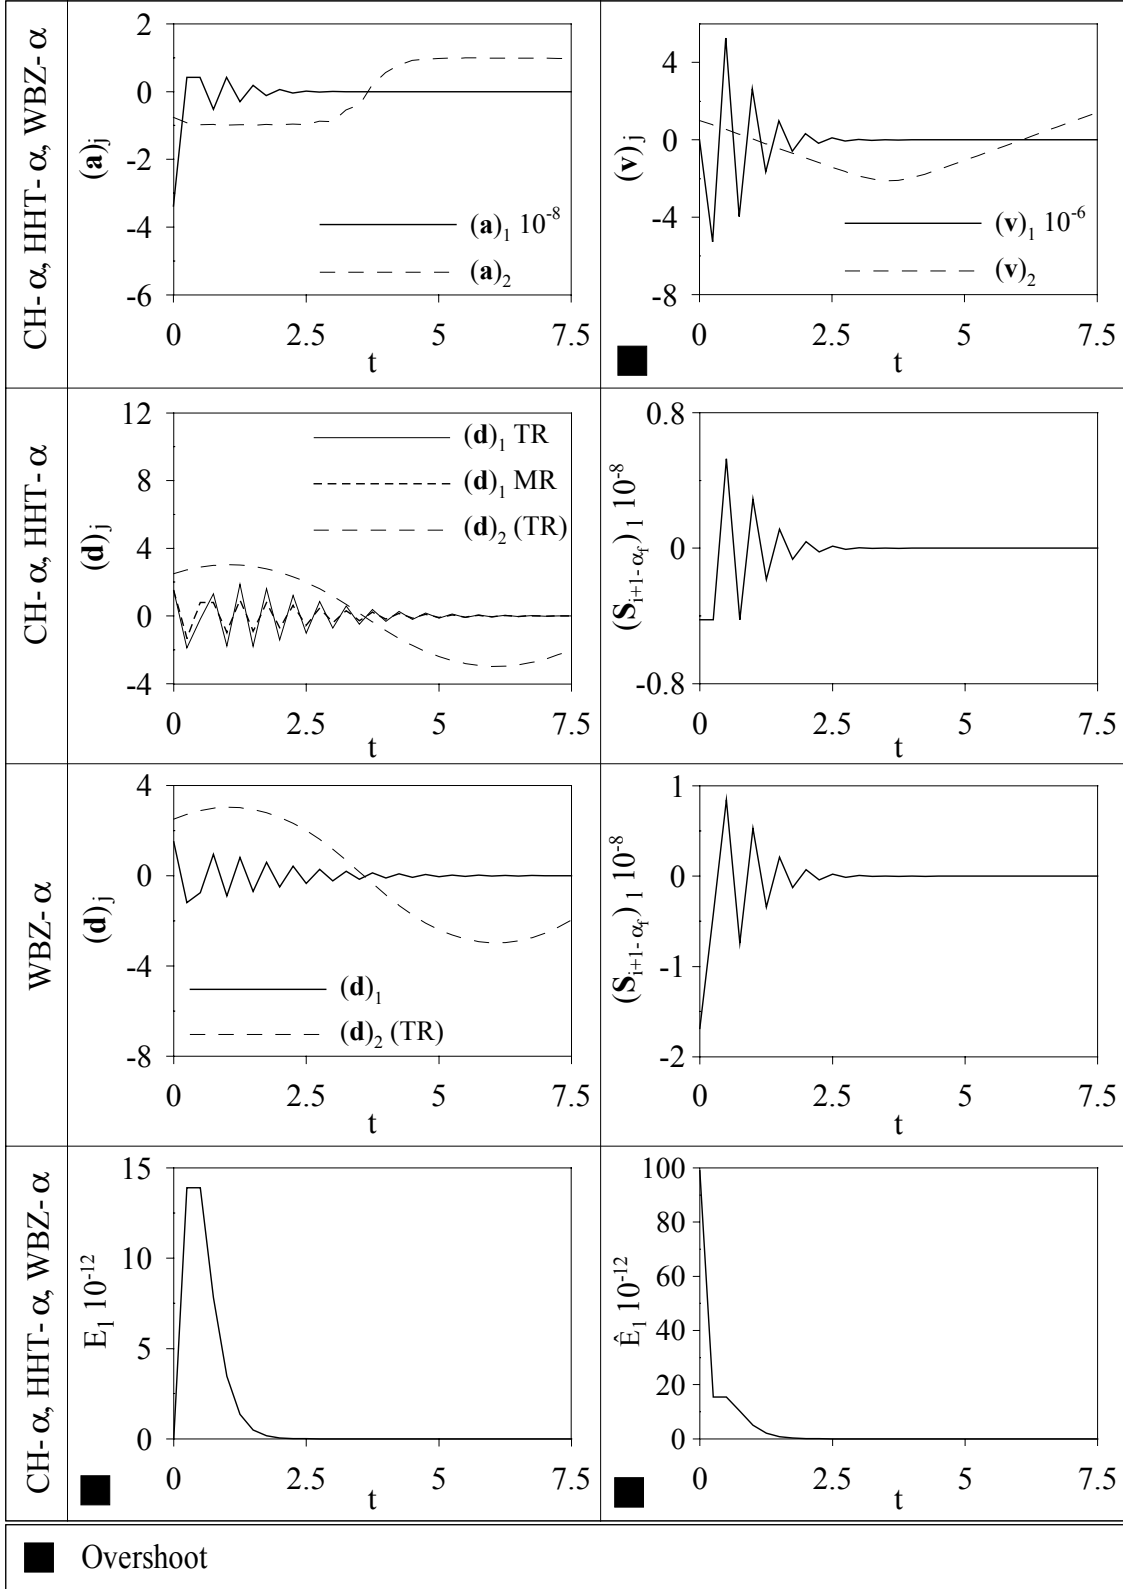 CH-α, HHT-α, WBZ-α
(a)j
2
0
-2
-4
-6
(a)1 10-8
(a)2
0 2.5 5 7.5
t
(v)j
4
0
-4
-8
(v)1 10-6
(v)2
0 2.5 5 7.5
t
CH-α, HHT-α
(d)j
12
8
4
0
-4
(d)1 TR
(d)1 MR
(d)2 (TR)
0 2.5 5 7.5
t
(Si+1-αf)1 10-8
0.8
0
-0.8
0 2.5 5 7.5
t
WBZ-α
(d)j
4
0
-4
-8
(d)1
(d)2 (TR)
0 2.5 5 7.5
t
(Si+1-αf)1 10-8
1
0
-1
-2
0 2.5 5 7.5
t
CH-α, HHT-α, WBZ-α
E1 10-12
15
10
5
0
0 2.5 5 7.5
t
Ê1 10-12
100
80
60
40
20
0
0 2.5 5 7.5
t
Overshoot